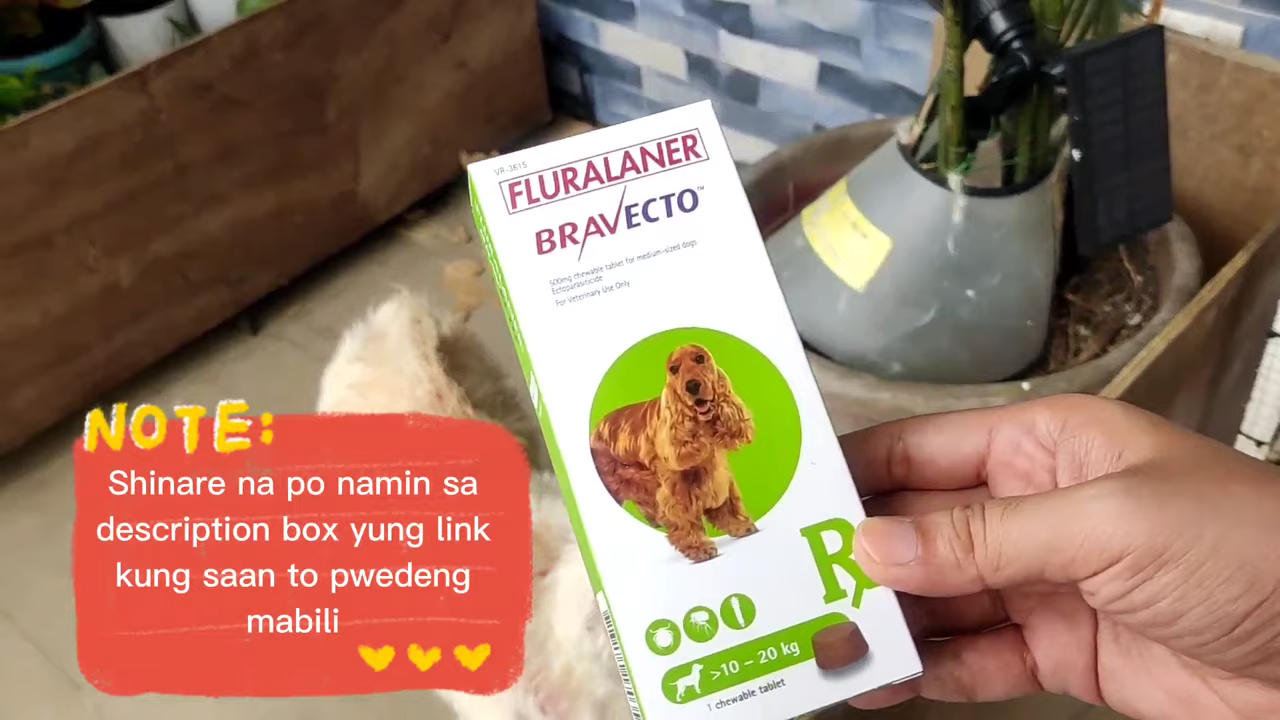 VR-3615
FLURALANER
BRAVECTO™
500mg chewable tablet for medium-sized dogs
Ectoparasiticide
For Veterinary Use Only
Rx
>10 – 20 kg
1 chewable tablet
NOTE:
Shinare na po namin sa
description box yung link
kung saan to pwedeng
mabili